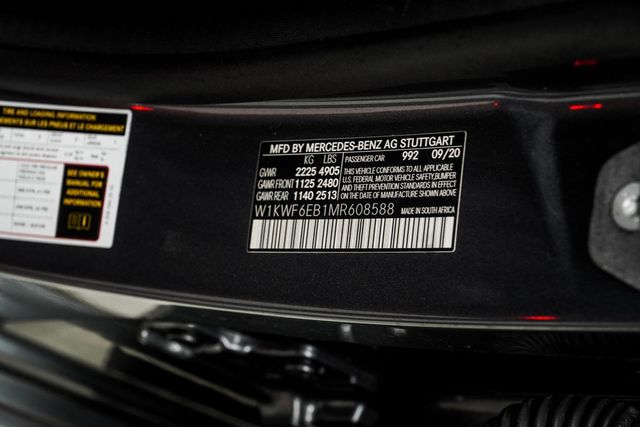 TIRE AND LOADING INFORMATION
SEE OWNER'S
MANUAL FOR
ADDITIONAL
INFORMATION
MFD BY MERCEDES-BENZ AG STUTTGART
KG LBS PASSENGER CAR 992 09/20
GVWR 2225 4905 THIS VEHICLE CONFORMS TO ALL APPLICABLE
GAWR FRONT 1125 2480 U.S. FEDERAL MOTOR VEHICLE SAFETY, BUMPER
AND THEFT PREVENTION STANDARDS IN EFFECT
GAWR REAR 1140 2513 ON THE DATE OF MANUFACTURE SHOWN ABOVE.
W1KWF6EB1MR608588 MADE IN SOUTH AFRICA